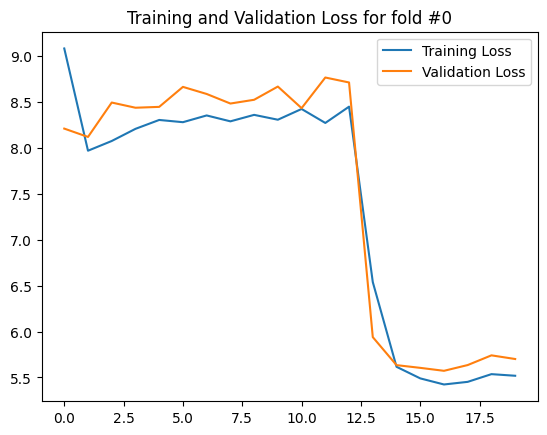 Training and Validation Loss for fold #0
Training Loss
Validation Loss
9.0
8.5
8.0
7.5
7.0
6.5
6.0
5.5
0.0 2.5 5.0 7.5 10.0 12.5 15.0 17.5